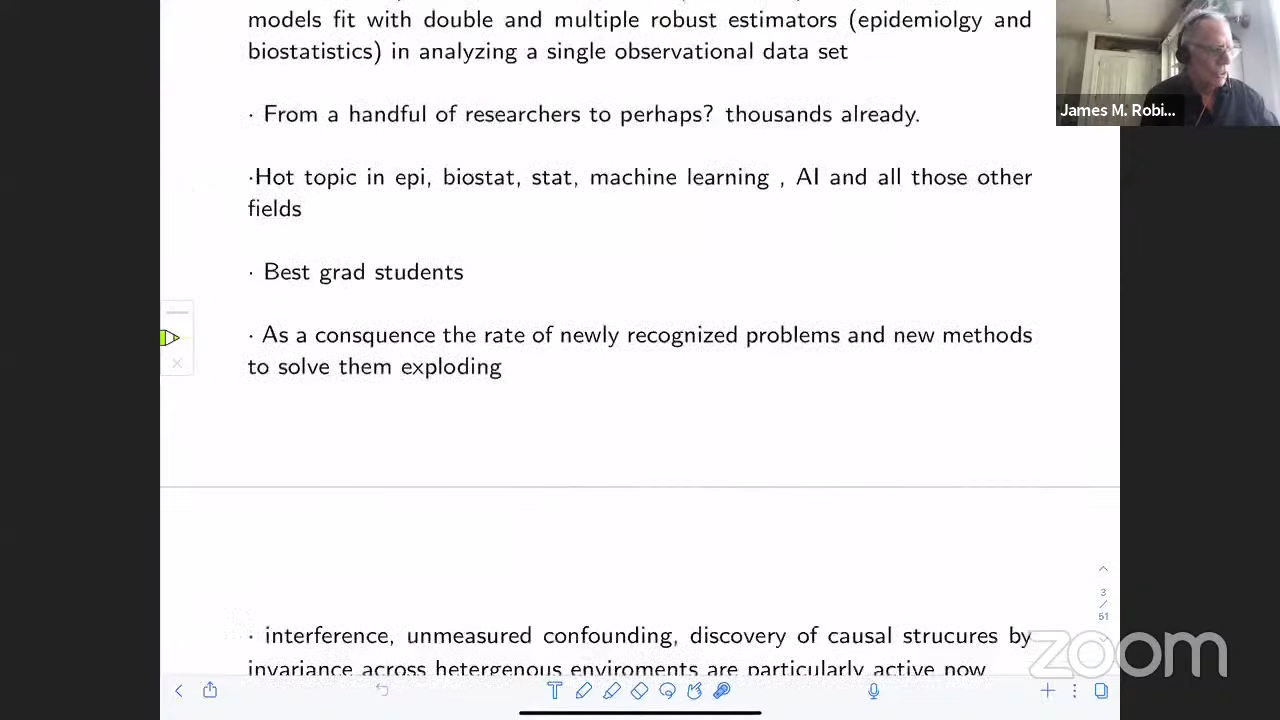 models fit with double and multiple robust estimators (epidemiolgy and
biostatistics) in analyzing a single observational data set
· From a handful of researchers to perhaps? thousands already.
·Hot topic in epi, biostat, stat, machine learning , AI and all those other
fields
· Best grad students
· As a consquence the rate of newly recognized problems and new methods
to solve them exploding
· interference, unmeasured confounding, discovery of causal strucures by
invariance across hetergenous enviroments are particularly active now
James M. Robi...
3
/
51
zoom